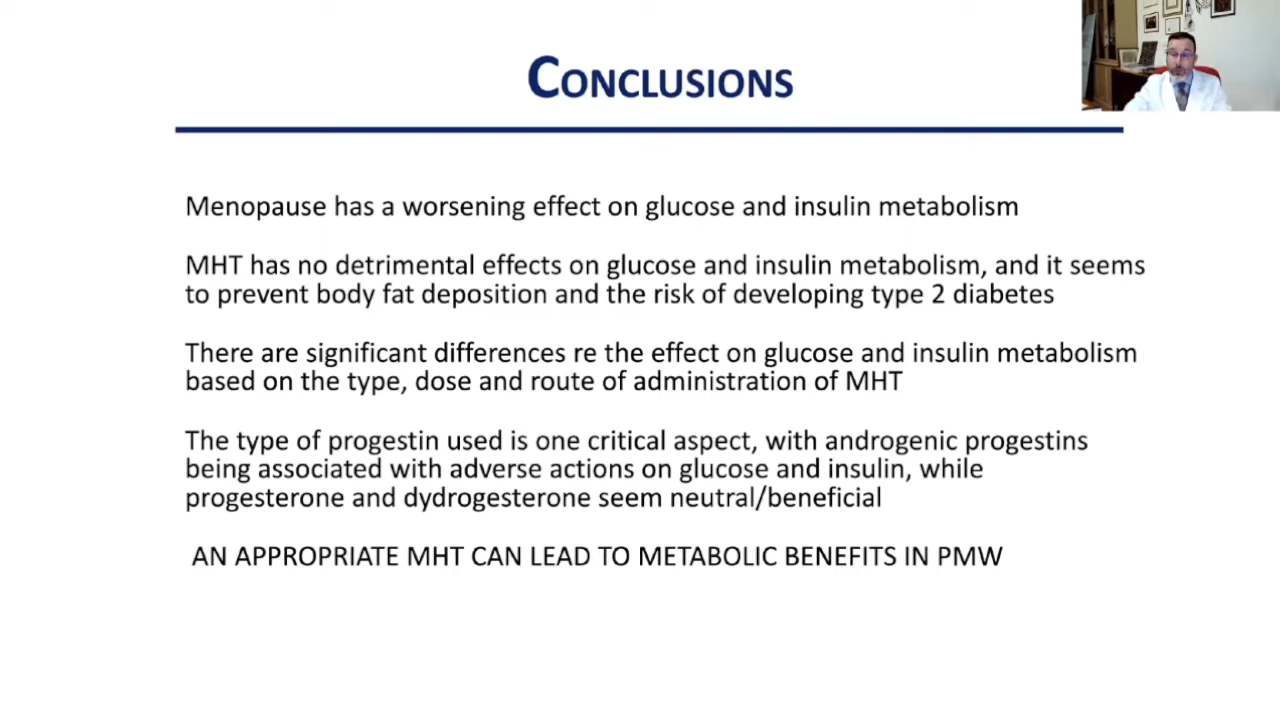 CONCLUSIONS
Menopause has a worsening effect on glucose and insulin metabolism
MHT has no detrimental effects on glucose and insulin metabolism, and it seems
to prevent body fat deposition and the risk of developing type 2 diabetes
There are significant differences re the effect on glucose and insulin metabolism
based on the type, dose and route of administration of MHT
The type of progestin used is one critical aspect, with androgenic progestins
being associated with adverse actions on glucose and insulin, while
progesterone and dydrogesterone seem neutral/beneficial
AN APPROPRIATE MHT CAN LEAD TO METABOLIC BENEFITS IN PMW